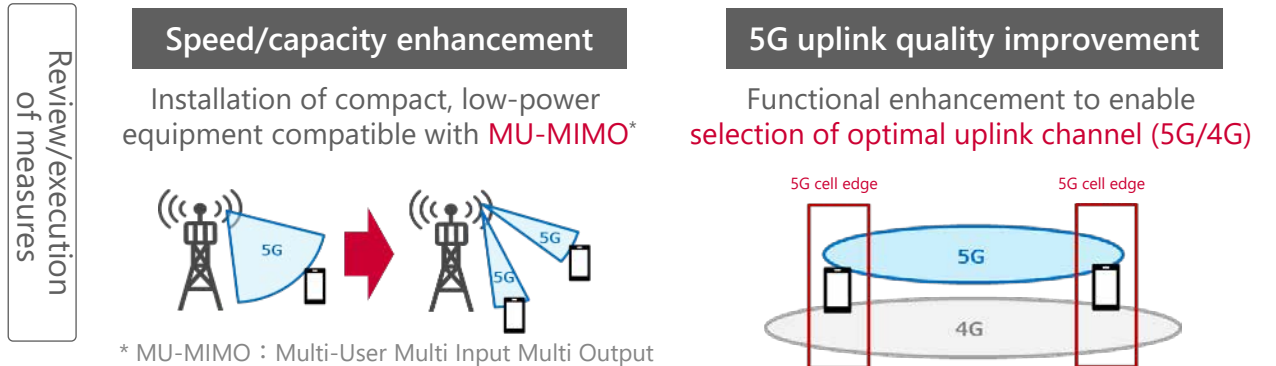 Review/execution
of measures
Speed/capacity enhancement
Installation of compact, low-power
equipment compatible with MU-MIMO*
5G
5G
5G
* MU-MIMO：Multi-User Multi Input Multi Output
5G uplink quality improvement
Functional enhancement to enable
selection of optimal uplink channel (5G/4G)
5G cell edge
5G cell edge
5G
4G